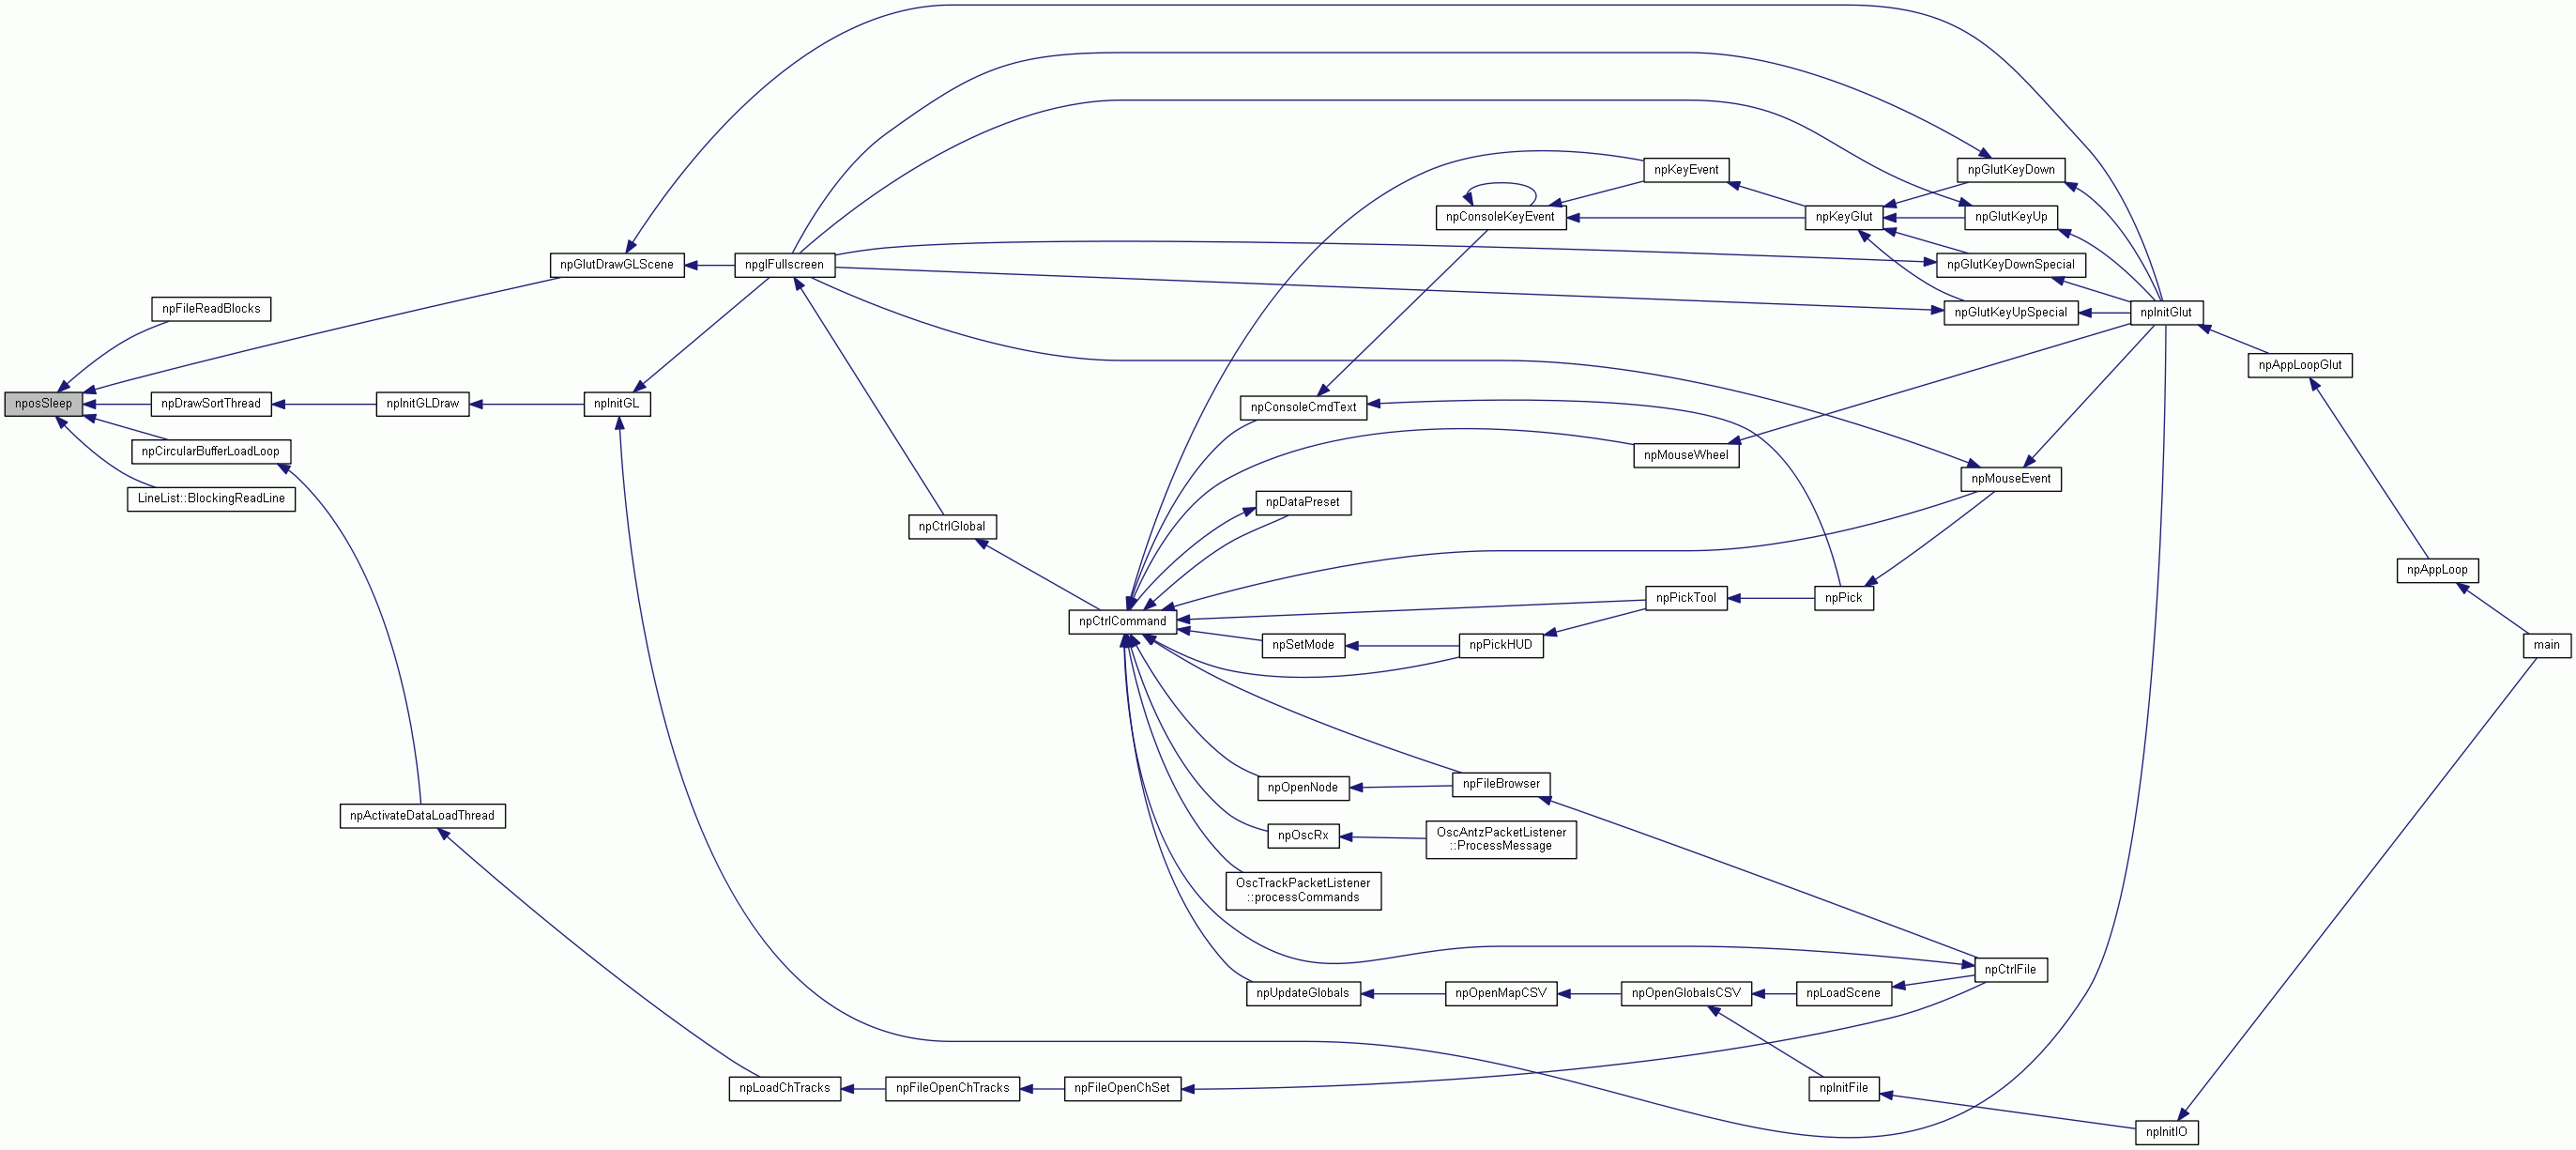 npGlutKeyDown
npKeyEvent
npConsoleKeyEvent
npKeyGlut
npGlutKeyUp
npGlutDrawGLScene
npglFullscreen
npGlutKeyDownSpecial
npFileReadBlocks
npGlutKeyUpSpecial
npInitGlut
npAppLoopGlut
nposSleep
npDrawSortThread
npInitGLDraw
npInitGL
npConsoleCmdText
npCircularBufferLoadLoop
npMouseWheel
npMouseEvent
LineList::BlockingReadLine
npDataPreset
npCtrlGlobal
npAppLoop
npPickTool
npPick
npCtrlCommand
npSetMode
npPickHUD
main
npOpenNode
npFileBrowser
npActivateDataLoadThread
npOscRx
OscAntzPacketListener
::ProcessMessage
OscTrackPacketListener
::processCommands
npCtrlFile
npUpdateGlobals
npOpenMapCSV
npOpenGlobalsCSV
npLoadScene
npLoadChTracks
npFileOpenChTracks
npFileOpenChSet
npInitFile
npInitIO